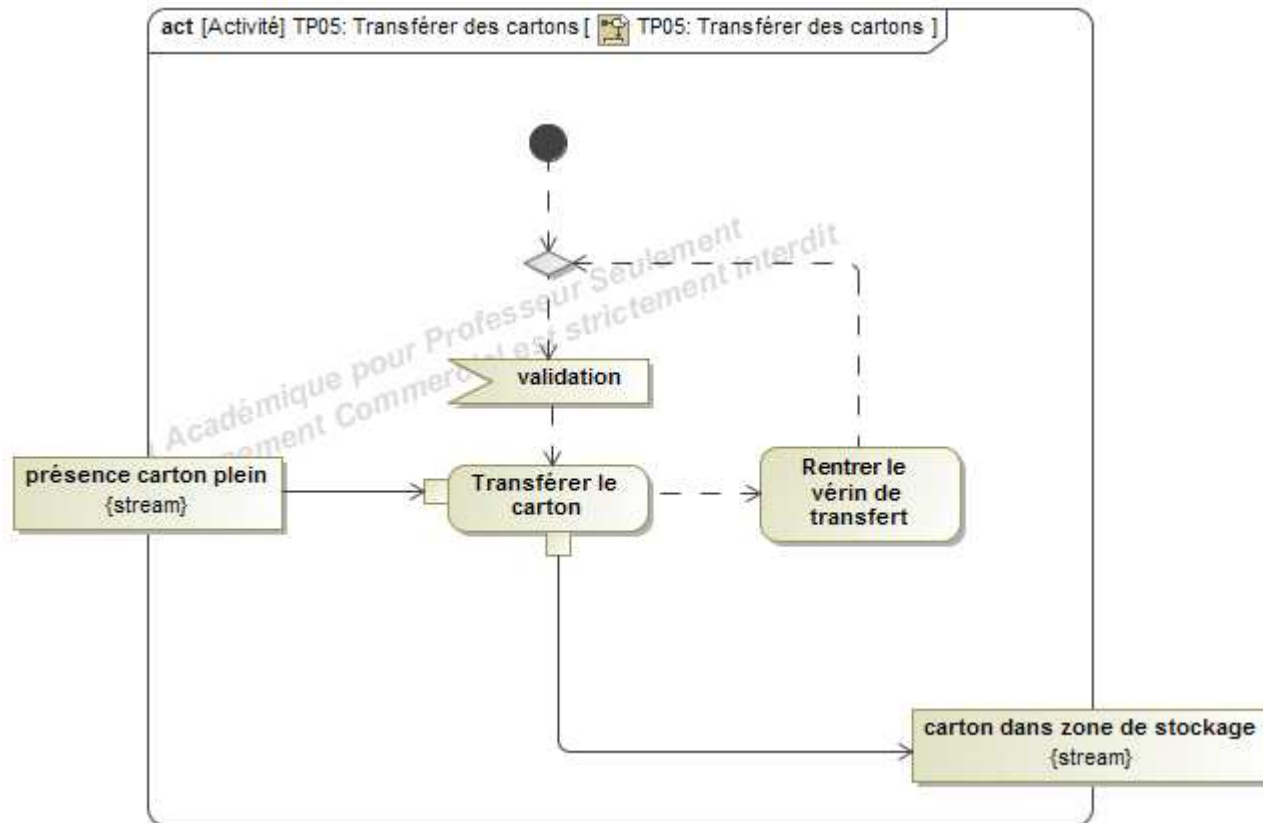 act [Activité] TP05: Transférer des cartons [ TP05: Transférer des cartons ]
Académique pour Professeur Seulement
Commercial est strictement interdit
validation
présence carton plein
{stream}
Transférer le
carton
Rentrer le
vérin de
transfert
carton dans zone de stockage
{stream}